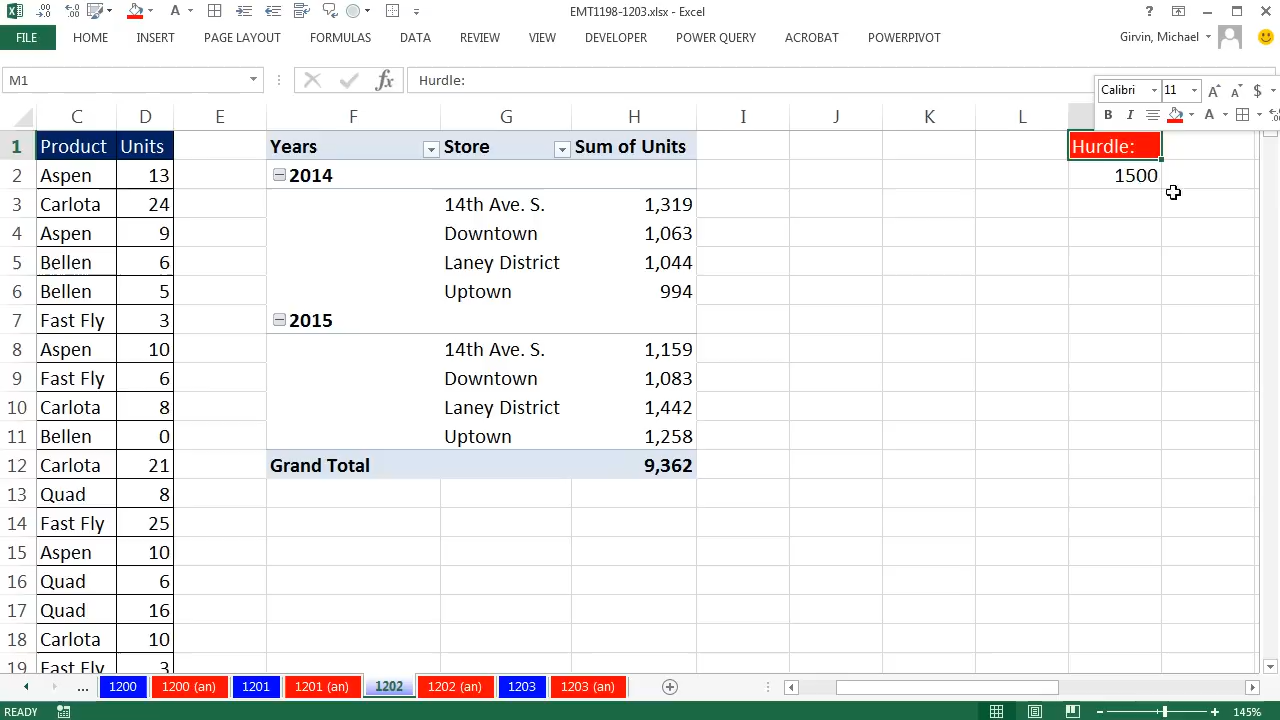 EMT1198-1203.xlsx - Excel
FILE HOME INSERT PAGE LAYOUT FORMULAS DATA REVIEW VIEW DEVELOPER POWER QUERY ACROBAT POWERPIVOT Girvin, Michael
M1 fx Hurdle:
Calibri 11 A A $
B I A
C D E F G H I J K L
1 Product Units Years Store Sum of Units Hurdle:
2 Aspen 13 2014 1500
3 Carlota 24 14th Ave. S. 1,319
4 Aspen 9 Downtown 1,063
5 Bellen 6 Laney District 1,044
6 Bellen 5 Uptown 994
7 Fast Fly 3 2015
8 Aspen 10 14th Ave. S. 1,159
9 Fast Fly 6 Downtown 1,083
10 Carlota 8 Laney District 1,442
11 Bellen 0 Uptown 1,258
12 Carlota 21 Grand Total 9,362
13 Quad 8
14 Fast Fly 25
15 Aspen 10
16 Quad 6
17 Quad 16
18 Carlota 10
19 Fast Fly 3
... 1200 1200 (an) 1201 1201 (an) 1202 1202 (an) 1203 1203 (an)
READY 145%